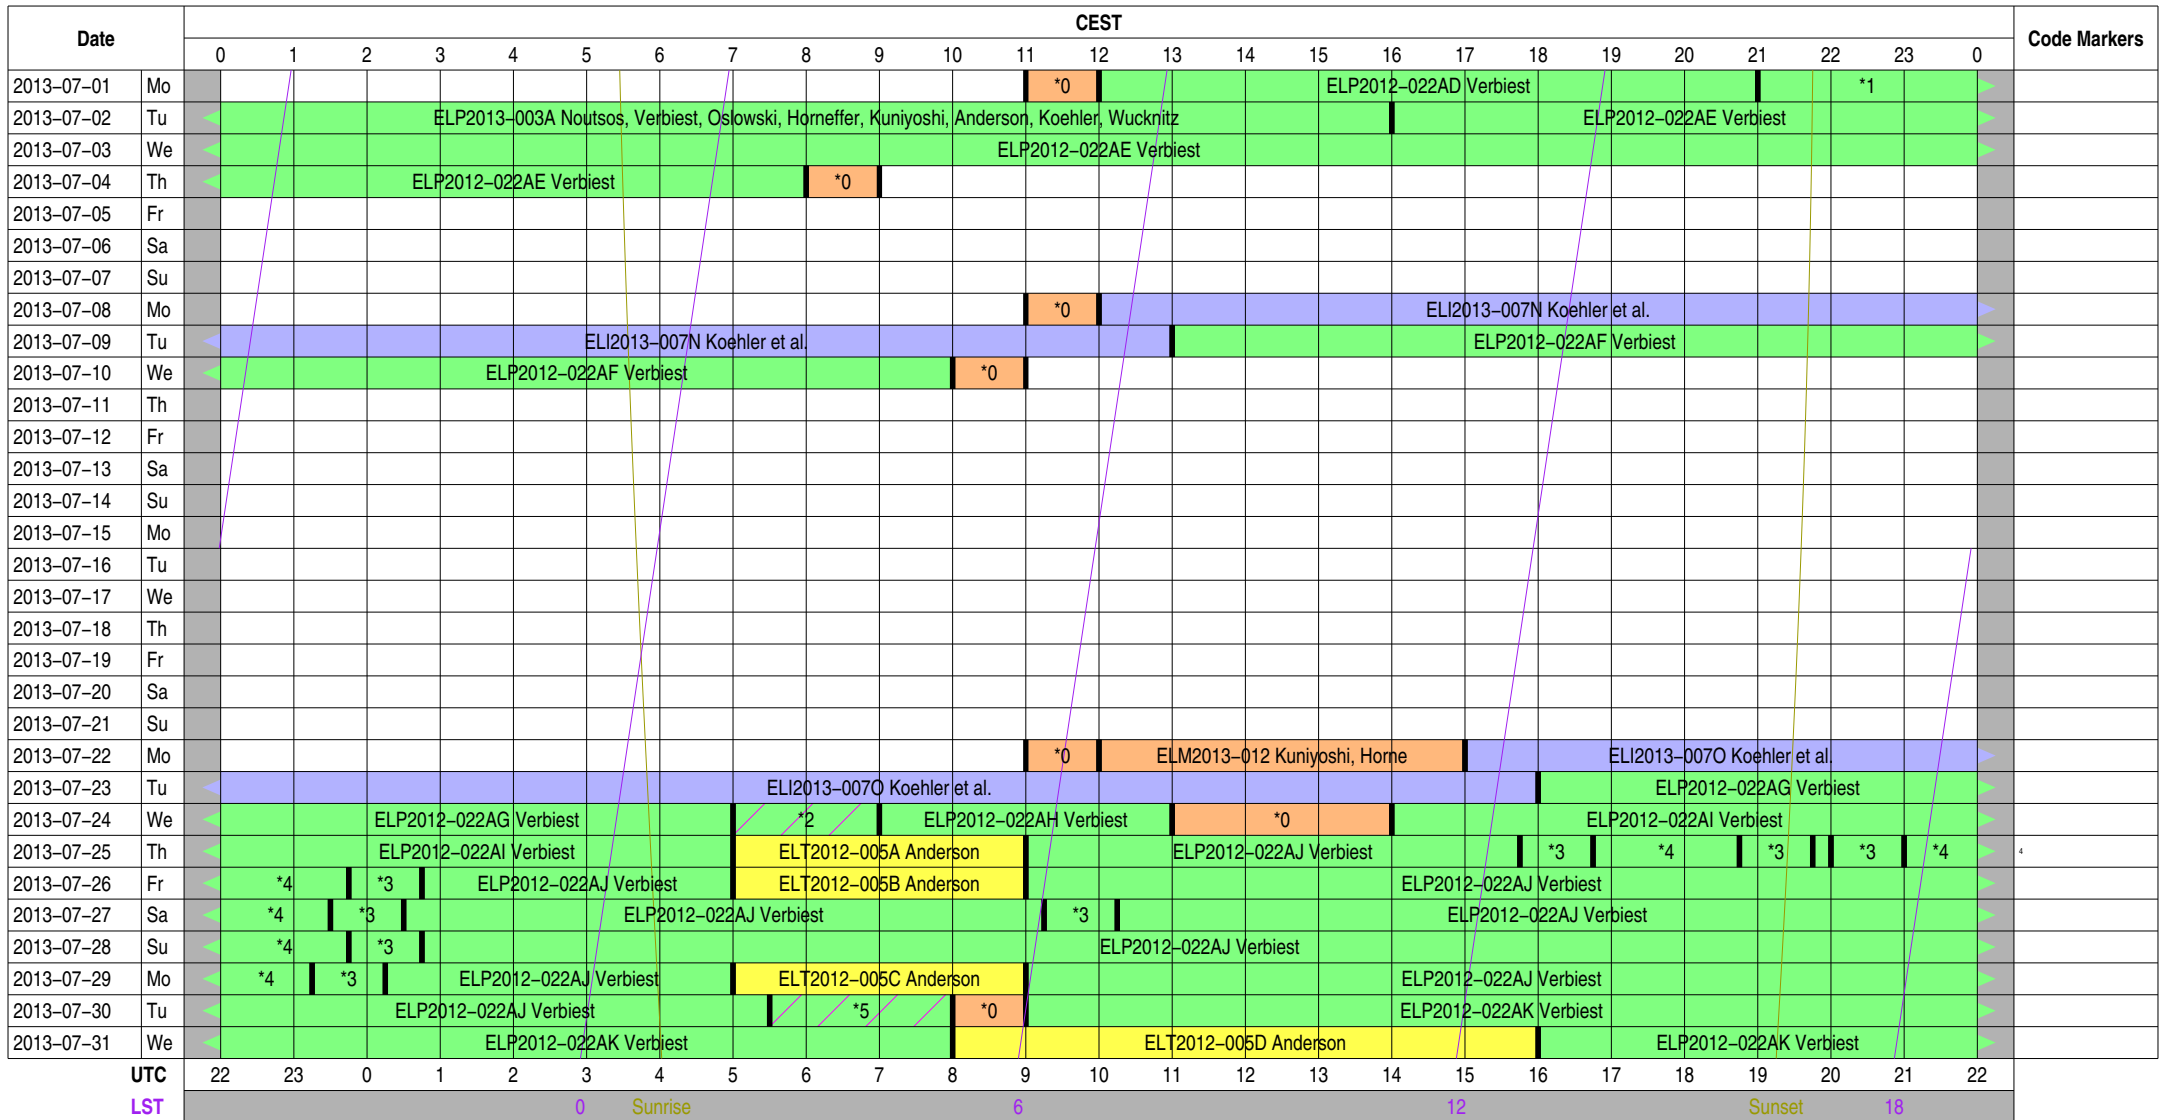 CEST
Date
Code Markers
0 1 2 3 4 5 6 7 8 9 10 11 12 13 14 15 16 17 18 19 20 21 22 23 0
2013-07-01 Mo *0 ELP2012-022AD Verbiest *1
2013-07-02 Tu ELP2013-003A Noutsos, Verbiest, Oslowski, Horneffer, Kuniyoshi, Anderson, Koehler, Wucknitz ELP2012-022AE Verbiest
2013-07-03 We ELP2012-022AE Verbiest
2013-07-04 Th ELP2012-022AE Verbiest *0
2013-07-05 Fr
2013-07-06 Sa
2013-07-07 Su
2013-07-08 Mo *0 ELI2013-007N Koehler et al.
2013-07-09 Tu ELI2013-007N Koehler et al. ELP2012-022AF Verbiest
2013-07-10 We ELP2012-022AF Verbiest *0
2013-07-11 Th
2013-07-12 Fr
2013-07-13 Sa
2013-07-14 Su
2013-07-15 Mo
2013-07-16 Tu
2013-07-17 We
2013-07-18 Th
2013-07-19 Fr
2013-07-20 Sa
2013-07-21 Su
2013-07-22 Mo *0 ELM2013-012 Kuniyoshi, Horne ELI2013-007O Koehler et al.
2013-07-23 Tu ELI2013-007O Koehler et al. ELP2012-022AG Verbiest
2013-07-24 We ELP2012-022AG Verbiest *2 ELP2012-022AH Verbiest *0 ELP2012-022AI Verbiest
2013-07-25 Th ELP2012-022AI Verbiest ELT2012-005A Anderson ELP2012-022AJ Verbiest *3 *4 *3 *3 *4 4
2013-07-26 Fr *4 *3 ELP2012-022AJ Verbiest ELT2012-005B Anderson ELP2012-022AJ Verbiest
2013-07-27 Sa *4 *3 ELP2012-022AJ Verbiest *3 ELP2012-022AJ Verbiest
2013-07-28 Su *4 *3 ELP2012-022AJ Verbiest
2013-07-29 Mo *4 *3 ELP2012-022AJ Verbiest ELT2012-005C Anderson ELP2012-022AJ Verbiest
2013-07-30 Tu ELP2012-022AJ Verbiest *5 *0 ELP2012-022AK Verbiest
2013-07-31 We ELP2012-022AK Verbiest ELT2012-005D Anderson ELP2012-022AK Verbiest
UTC 22 23 0 1 2 3 4 5 6 7 8 9 10 11 12 13 14 15 16 17 18 19 20 21 22
LST 0 Sunrise 6 12 Sunset 18